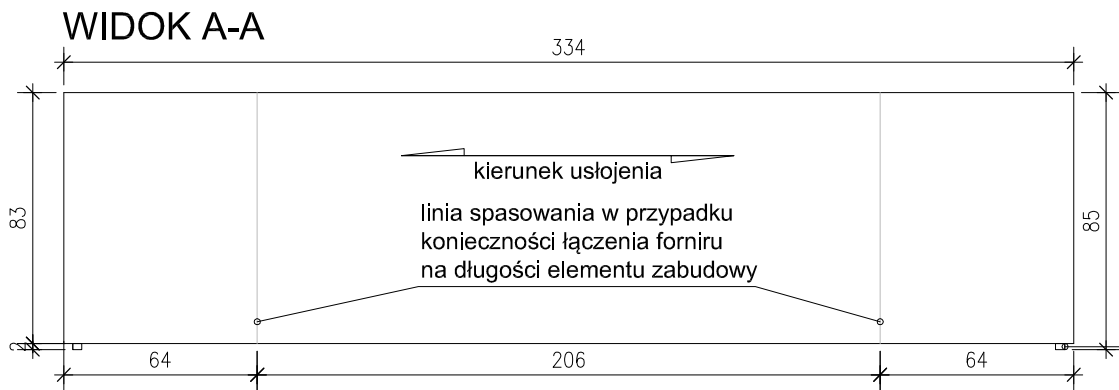 WIDOK A-A
334
kierunek usłojenia
linia spasowania w przypadku
konieczności łączenia forniru
na długości elementu zabudowy
83
85
2
64
206
64